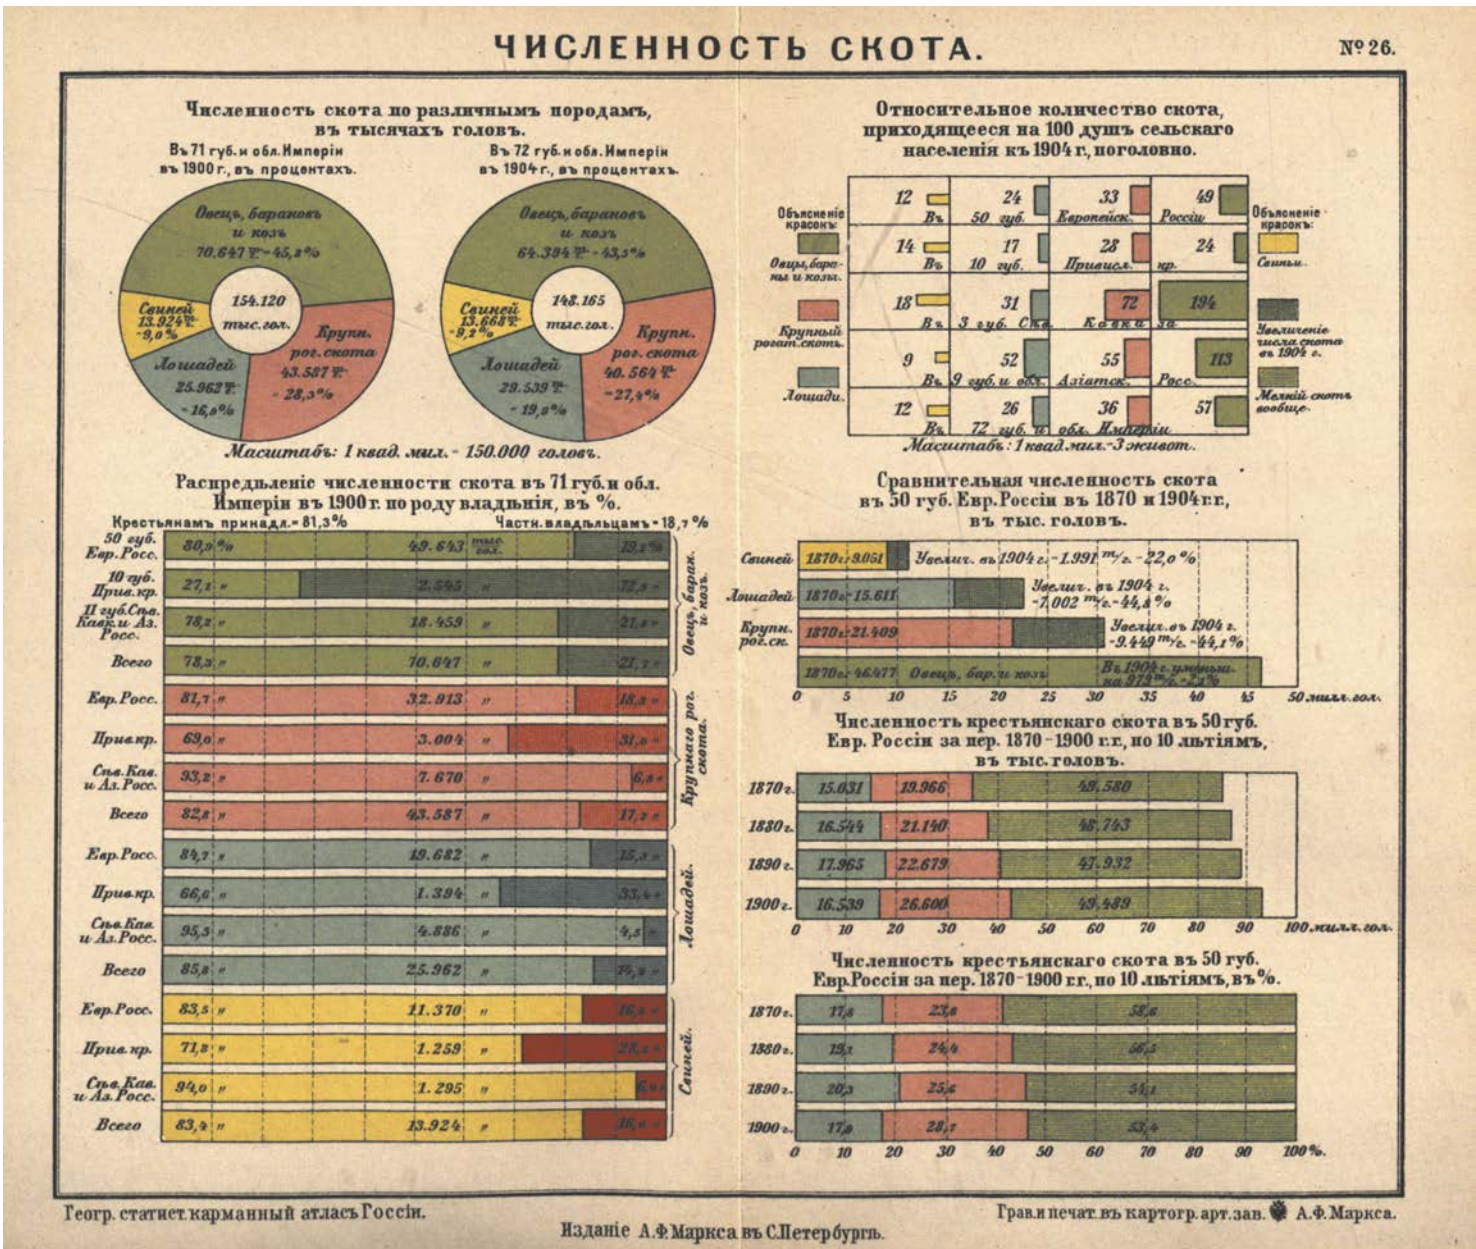 ЧИСЛЕННОСТЬ СКОТА.
№ 26.
Численность скота по различнымъ породамъ,
въ тысячахъ головъ.
Въ 71 губ. и обл. Имперіи
въ 1900 г., въ процентахъ.
Овецъ, барановъ
и козъ
70.647 т. - 45,8%
Свиней
13.924 т.
- 9,0%
154.120
тыс. гол.
Крупн.
рог. скота
43.587 т.
- 28,3%
Лошадей
25.962 т.
- 16,8%
Въ 72 губ. и обл. Имперіи
въ 1904 г., въ процентахъ.
Овецъ, барановъ
и козъ
64.394 т. - 43,5%
Свиней
13.668 т.
- 9,2%
148.165
тыс. гол.
Крупн.
рог. скота
40.564 т.
- 27,4%
Лошадей
29.539 т.
- 19,8%
Масштабъ: 1 квад. мил. - 150.000 головъ.
Распредѣленіе численности скота въ 71 губ. и обл.
Имперіи въ 1900 г. по роду владѣнія, въ %.
Крестьянамъ принадл. = 81,3%
Частн. владѣльцамъ = 18,7%
50 губ.
Евр. Росс.
80,9 % 49.643 тыс. гол. 19,1 %
10 губ.
Прив. кр.
27,1 " 2.545 " 72,9 "
11 губ. Сѣв.
Кавк. и Аз.
Росс.
78,2 " 18.459 " 21,8 "
Всего 78,3 " 70.647 " 21,7 "
Овецъ, баран.
и козъ.
Евр. Росс. 81,7 " 32.913 " 18,3 "
Прив. кр. 69,0 " 3.004 " 31,0 "
Сѣв. Кав.
и Аз. Росс.
93,2 " 7.670 " 6,8 "
Всего 82,8 " 43.587 " 17,2 "
Крупнаго рог.
скота.
Евр. Росс. 84,7 " 19.682 " 15,3 "
Прив. кр. 66,6 " 1.394 " 33,4 "
Сѣв. Кав.
и Аз. Росс.
95,5 " 4.886 " 4,5 "
Всего 85,8 " 25.962 " 14,2 "
Лошадей.
Евр. Росс. 83,5 " 11.370 " 16,5 "
Прив. кр. 71,8 " 1.259 " 28,2 "
Сѣв. Кав.
и Аз. Росс.
94,0 " 1.295 " 6,0 "
Всего 83,4 " 13.924 " 16,6 "
Свиней.
Относительное количество скота,
приходящееся на 100 душъ сельскаго
населенія къ 1904 г., поголовно.
Объясненіе
красокъ:
Овцы, бара-
ны и козы.
Крупный
рогат. скотъ.
Лошади.
12 24 33 49
Въ 50 губ. Европейск. Россіи
14 17 28 24
Въ 10 губ. Привисл. кр.
18 31 72 194
Въ 3 губ. Сѣв. Кавказа
9 52 55 113
Въ 9 губ. и обл. Азіатск. Росс.
12 26 36 57
Въ 72 губ. и обл. Имперіи
Объясненіе
красокъ:
Свиньи.
Увеличеніе
числа скота
въ 1904 г.
Мелкій скотъ
вообще.
Масштабъ: 1 квад. мил. - 3 живот.
Сравнительная численность скота
въ 50 губ. Евр. Россіи въ 1870 и 1904 г.г.,
въ тыс. головъ.
Свиней 1870 г. 9.051 Увелич. въ 1904 г. - 1.991 т/г. - 22,0 %
Лошадей 1870 г. 15.611 Увелич. въ 1904 г.
- 7.002 т/г. - 44,8 %
Крупн.
рог. ск.
1870 г. 21.409 Увелич. въ 1904 г.
- 9.449 т/г. - 44,1 %
1870 г. 46.477 Овецъ, бар. и козъ Въ 1904 г. уменьш.
на 979 т/г. - 2,1%
0 5 10 15 20 25 30 35 40 45 50 милл. гол.
Численность крестьянскаго скота въ 50 губ.
Евр. Россіи за пер. 1870 - 1900 г.г., по 10 лѣтіямъ,
въ тыс. головъ.
1870 г. 15.031 19.966 49.580
1880 г. 16.544 21.140 48.743
1890 г. 17.965 22.679 47.932
1900 г. 16.539 26.600 49.489
0 10 20 30 40 50 60 70 80 90 100 милл. гол.
Численность крестьянскаго скота въ 50 губ.
Евр. Россіи за пер. 1870 - 1900 г.г., по 10 лѣтіямъ, въ %.
1870 г. 17,8 23,6 58,6
1880 г. 19,1 24,4 56,5
1890 г. 20,3 25,6 54,1
1900 г. 17,9 28,7 53,4
0 10 20 30 40 50 60 70 80 90 100 %.
Геогр. статист. карманный атласъ Россіи.
Изданіе А.Ф. Маркса въ С.Петербургѣ.
Грав. и печат. въ картогр. арт. зав. А.Ф. Маркса.